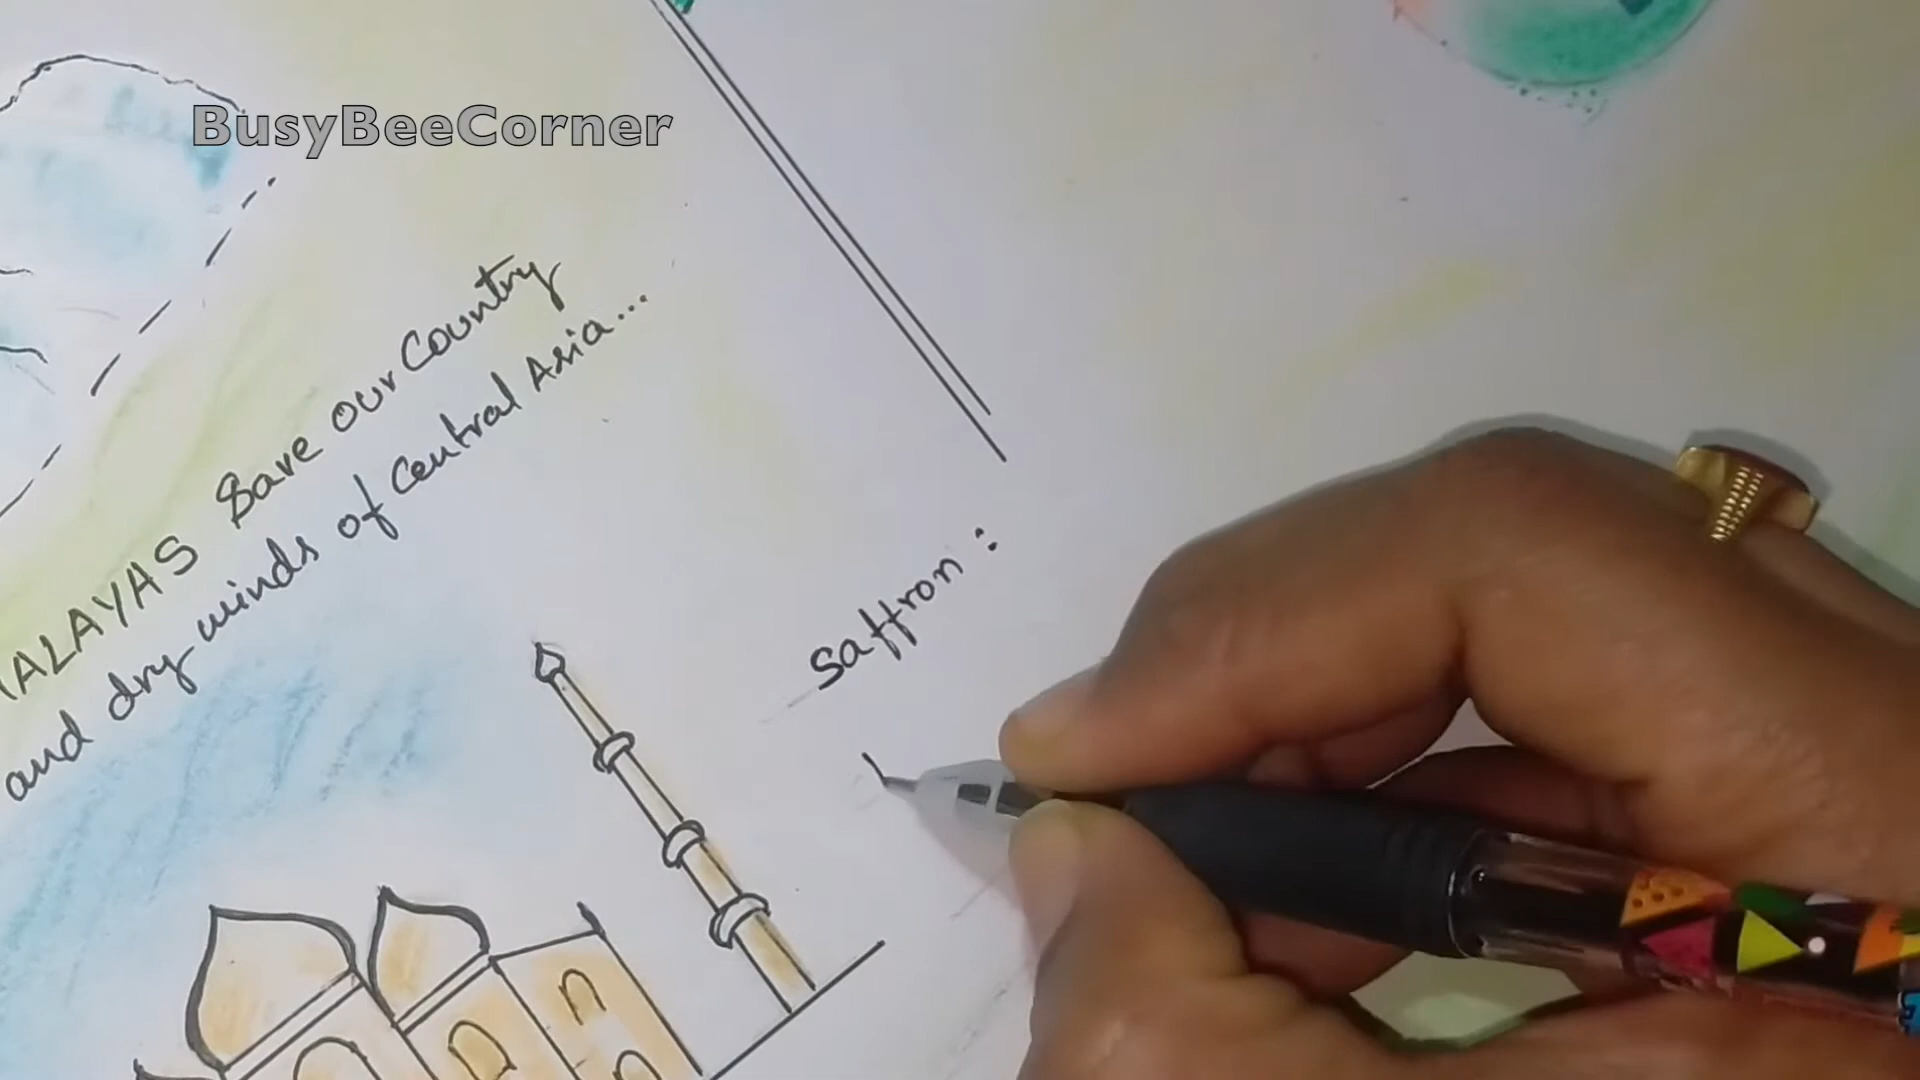 BusyBeeCorner
ALAYAS Save our Country
and dry winds of Central Asia...
Saffron :